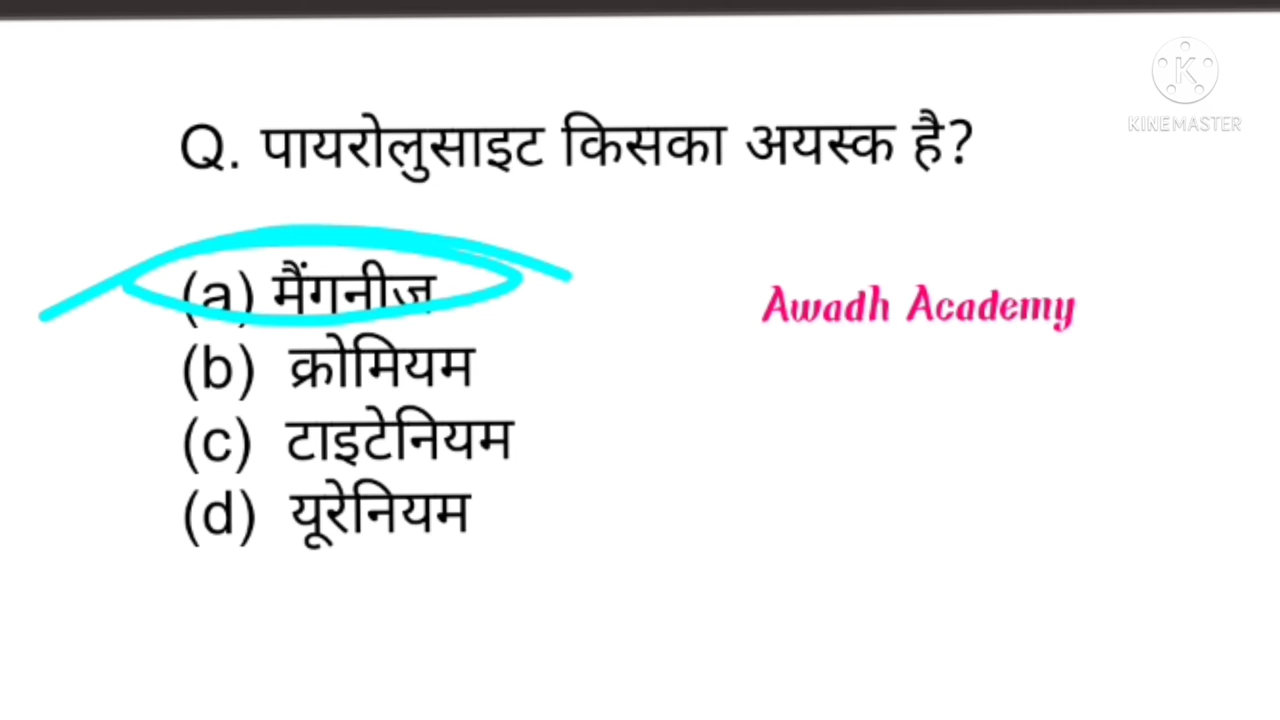 KINEMASTER
Q. पायरोलुसाइट किसका अयस्क है?
(a) मैंगनीज
Awadh Academy
(b) क्रोमियम
(c) टाइटेनियम
(d) यूरेनियम